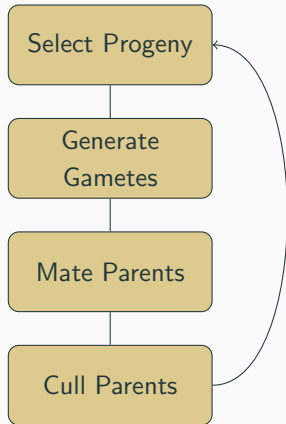 Select Progeny
Generate
Gametes
Mate Parents
Cull Parents